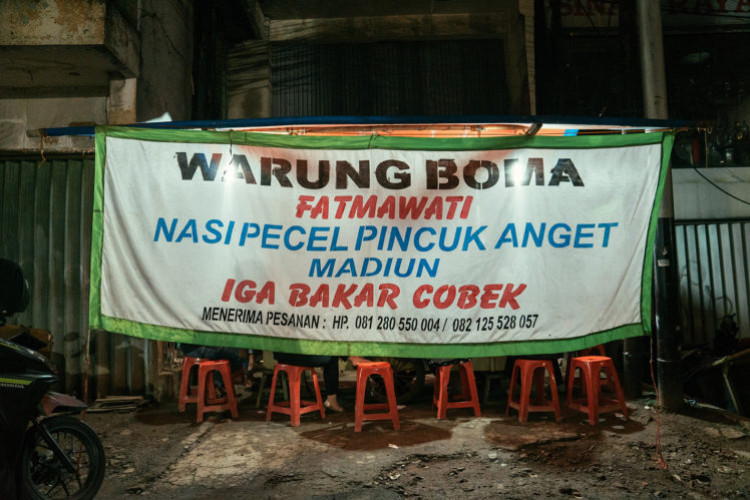 WARUNG BOMA
FATMAWATI
NASI PECEL PINCUK ANGET
MADIUN
IGA BAKAR COBEK
MENERIMA PESANAN : HP. 081 280 550 004 / 082 125 528 057